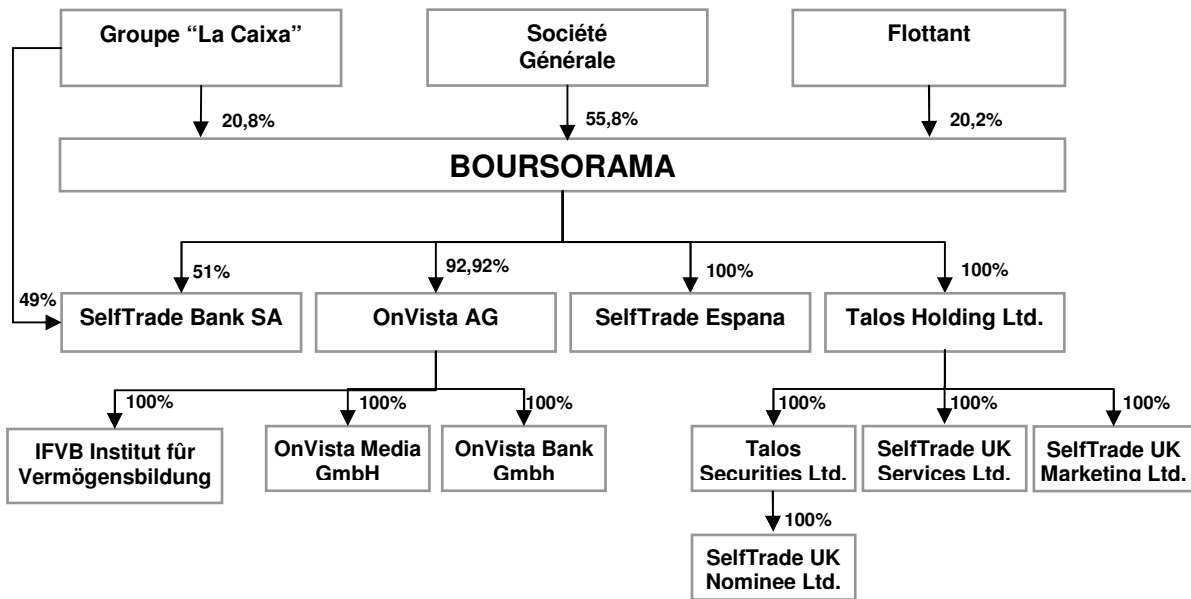 Groupe “La Caixa”
Société
Générale
Flottant
20,8%
55,8%
20,2%
BOURSORAMA
51%
92,92%
100%
100%
49%
SelfTrade Bank SA
OnVista AG
SelfTrade Espana
Talos Holding Ltd.
100%
100%
100%
100%
100%
100%
IFVB Institut fûr
Vermögensbildung
OnVista Media
GmbH
OnVista Bank
Gmbh
Talos
Securities Ltd.
SelfTrade UK
Services Ltd.
SelfTrade UK
Marketing Ltd.
100%
SelfTrade UK
Nominee Ltd.